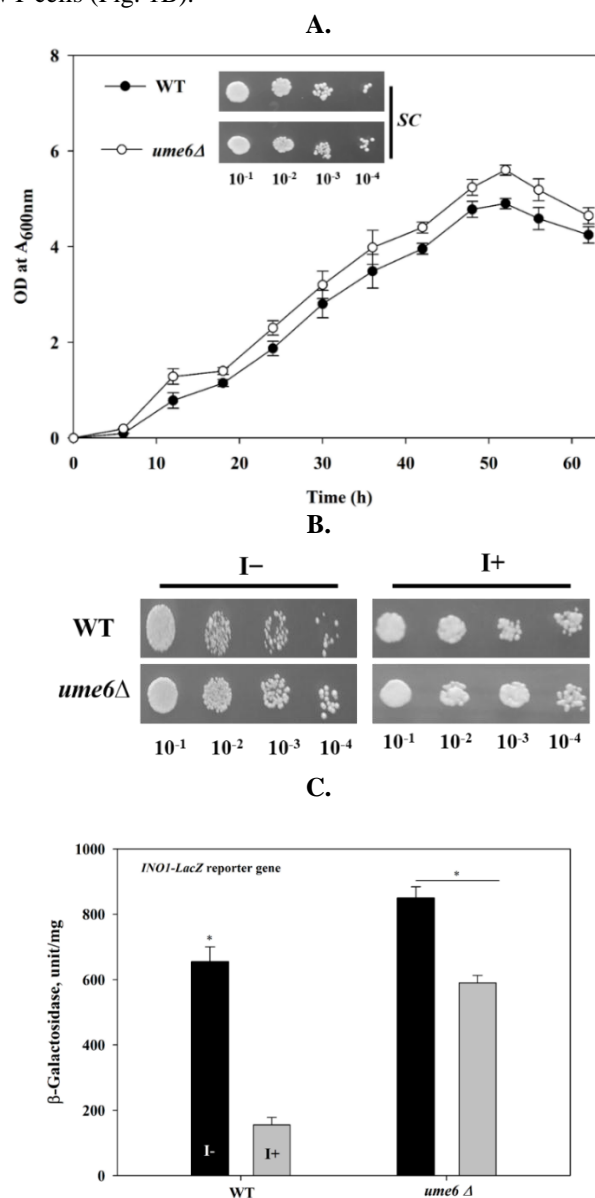 cells (Fig. 1B).
A.
8
6
4
2
0
OD at A600nm
WT
ume6Δ
SC
10-1 10-2 10-3 10-4
0 10 20 30 40 50 60
Time (h)
B.
I− I+
WT
ume6Δ
10-1 10-2 10-3 10-4 10-1 10-2 10-3 10-4
C.
1000
800
600
400
200
0
β-Galactosidase, unit/mg
INO1-LacZ reporter gene
* *
I- I+
WT ume6 Δ